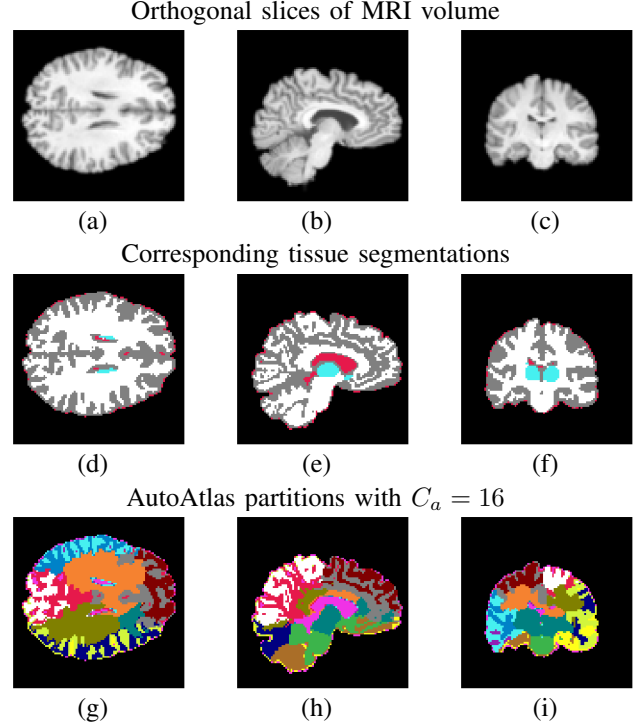 Orthogonal slices of MRI volume
(a) (b) (c)
Corresponding tissue segmentations
(d) (e) (f)
AutoAtlas partitions with C_a = 16
(g) (h) (i)